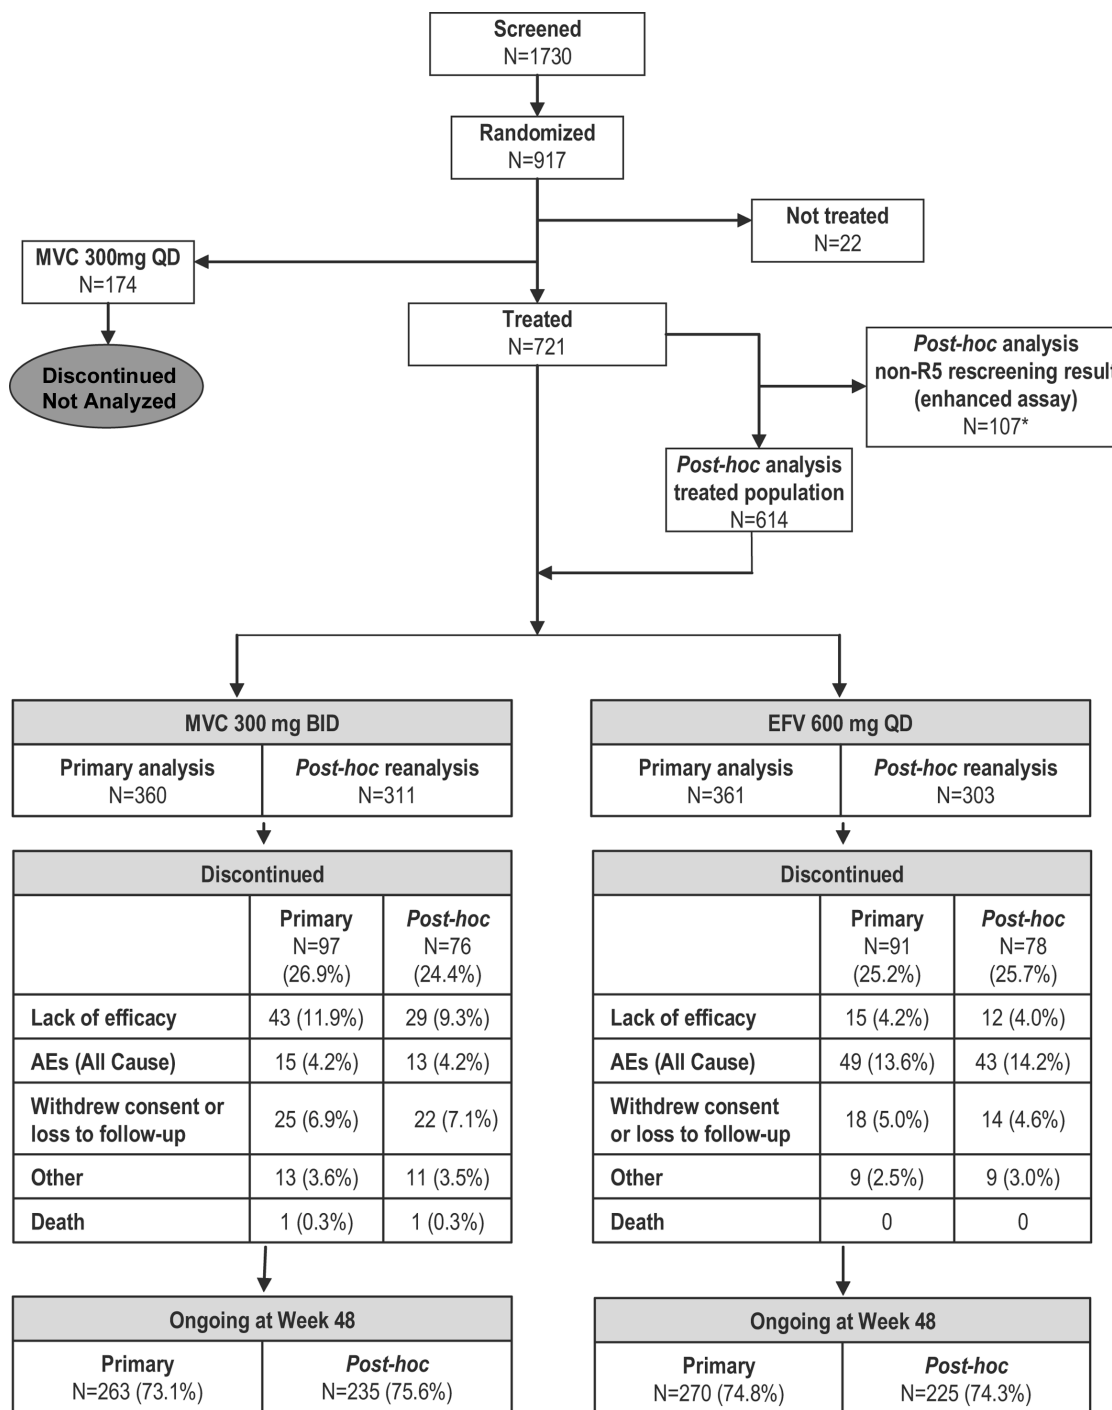 Screened
N=1730
Randomized
N=917
Not treated
N=22
MVC 300mg QD
N=174
Treated
N=721
Discontinued
Not Analyzed
Post-hoc analysis
non-R5 rescreening result
(enhanced assay)
N=107*
Post-hoc analysis
treated population
N=614
MVC 300 mg BID
Primary analysis
N=360
Post-hoc reanalysis
N=311
EFV 600 mg QD
Primary analysis
N=361
Post-hoc reanalysis
N=303
Discontinued
Primary
N=97
(26.9%)
Post-hoc
N=76
(24.4%)
Lack of efficacy 43 (11.9%) 29 (9.3%)
AEs (All Cause) 15 (4.2%) 13 (4.2%)
Withdrew consent or
loss to follow-up 25 (6.9%) 22 (7.1%)
Other 13 (3.6%) 11 (3.5%)
Death 1 (0.3%) 1 (0.3%)
Discontinued
Primary
N=91
(25.2%)
Post-hoc
N=78
(25.7%)
Lack of efficacy 15 (4.2%) 12 (4.0%)
AEs (All Cause) 49 (13.6%) 43 (14.2%)
Withdrew consent
or loss to follow-up 18 (5.0%) 14 (4.6%)
Other 9 (2.5%) 9 (3.0%)
Death 0 0
Ongoing at Week 48
Primary
N=263 (73.1%)
Post-hoc
N=235 (75.6%)
Ongoing at Week 48
Primary
N=270 (74.8%)
Post-hoc
N=225 (74.3%)